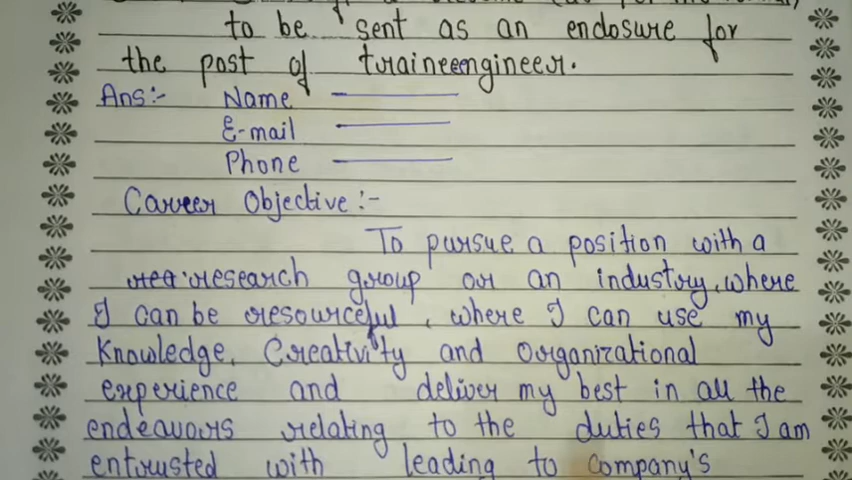 to be sent as an endosure for
the post of traineeengineer.
Ans:- Name
E-mail
Phone
Career Objective :-
To pursue a position with a
research group or an industry, where
I can be resourceful, where I can use my
Knowledge, Creativity and Organizational
experience and deliver my best in all the
endeavours relating to the duties that I am
entrusted with leading to company's